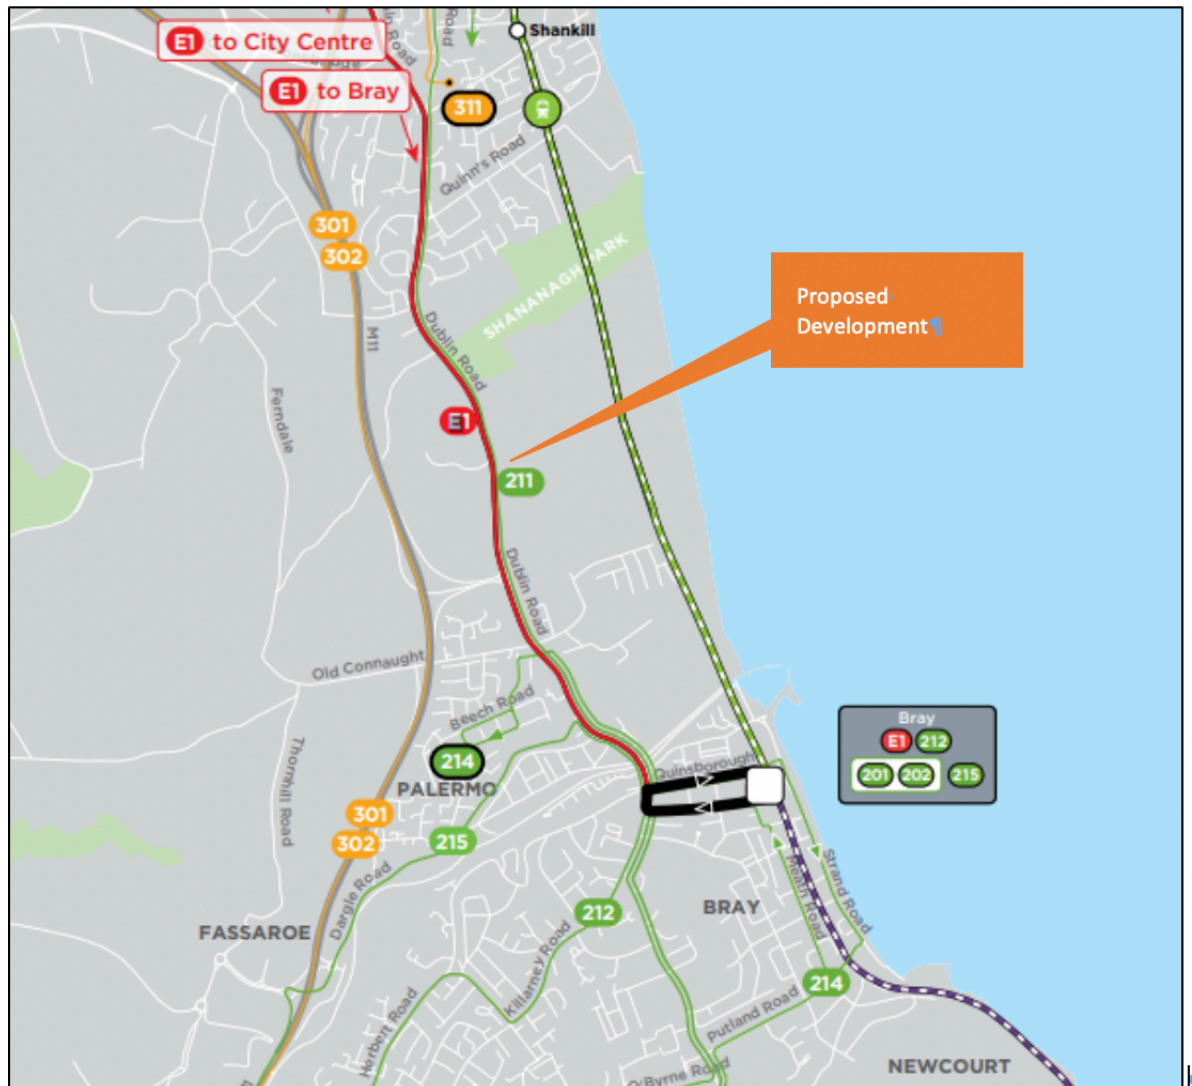 Shankill
E1 to City Centre
E1 to Bray
311
Road
Road
Quinn's Road
301
302
SHANANAGH PARK
Proposed
Development¶
M11
Dublin Road
Ferndale
E1
211
Dublin Road
Old Connaught
Beech Road
Bray
E1 212
201 202 215
Thornhill Road
214
PALERMO
Quinsborough
301
302
215
Dargle Road
Meath Road
Strand Road
212
BRAY
FASSAROE
Killarney Road
214
Herbert Road
Putland Road
O'Byrne Road
NEWCOURT